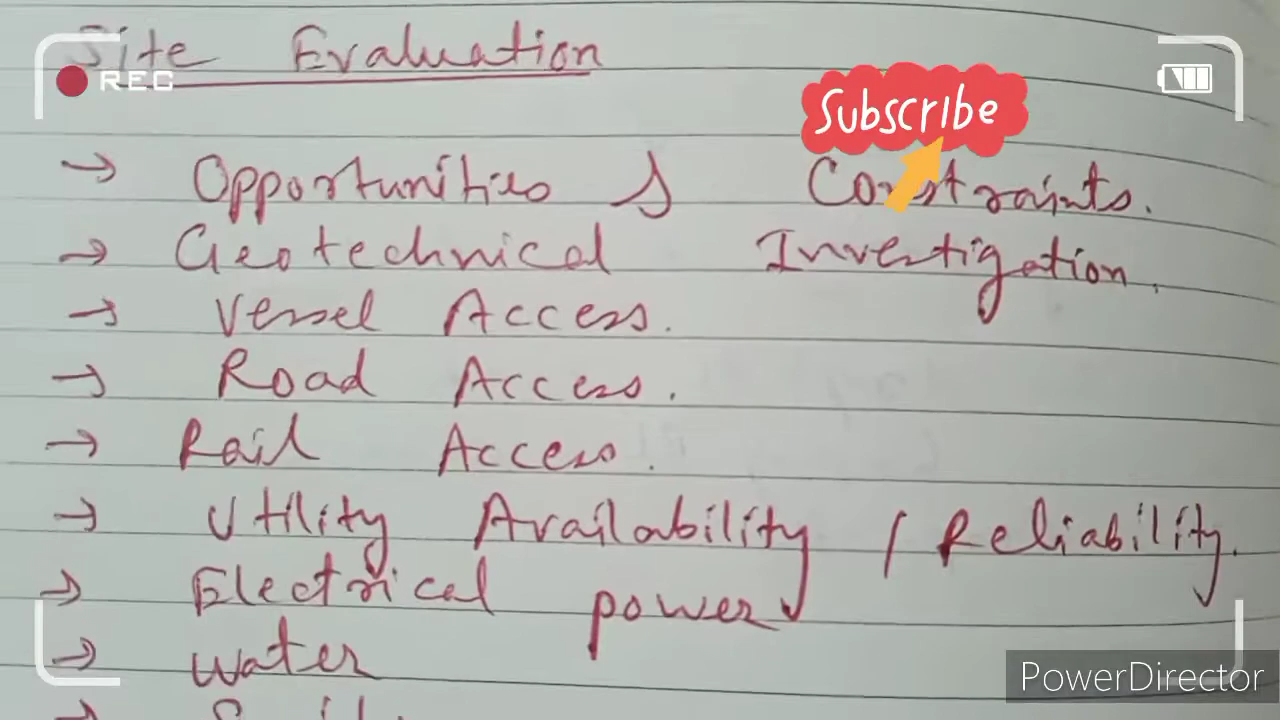 Site Evaluation
REC
Subscribe
→ Opportunities & Constraints.
→ Geotechnical Investigation.
→ Vessel Access.
→ Road Access.
→ Rail Access.
→ Utility Availability / Reliability.
→ Electrical power
→ Water
PowerDirector